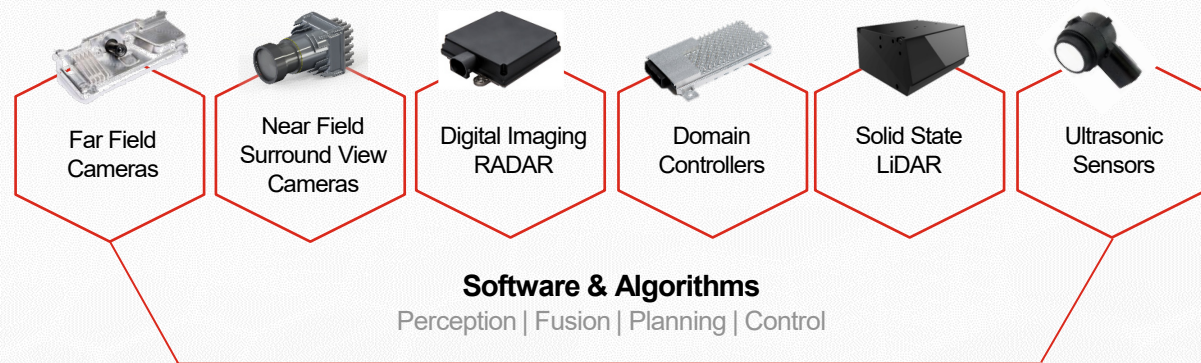 Far Field
Cameras
Near Field
Surround View
Cameras
Digital Imaging
RADAR
Domain
Controllers
Solid State
LiDAR
Ultrasonic
Sensors
Software & Algorithms
Perception | Fusion | Planning | Control